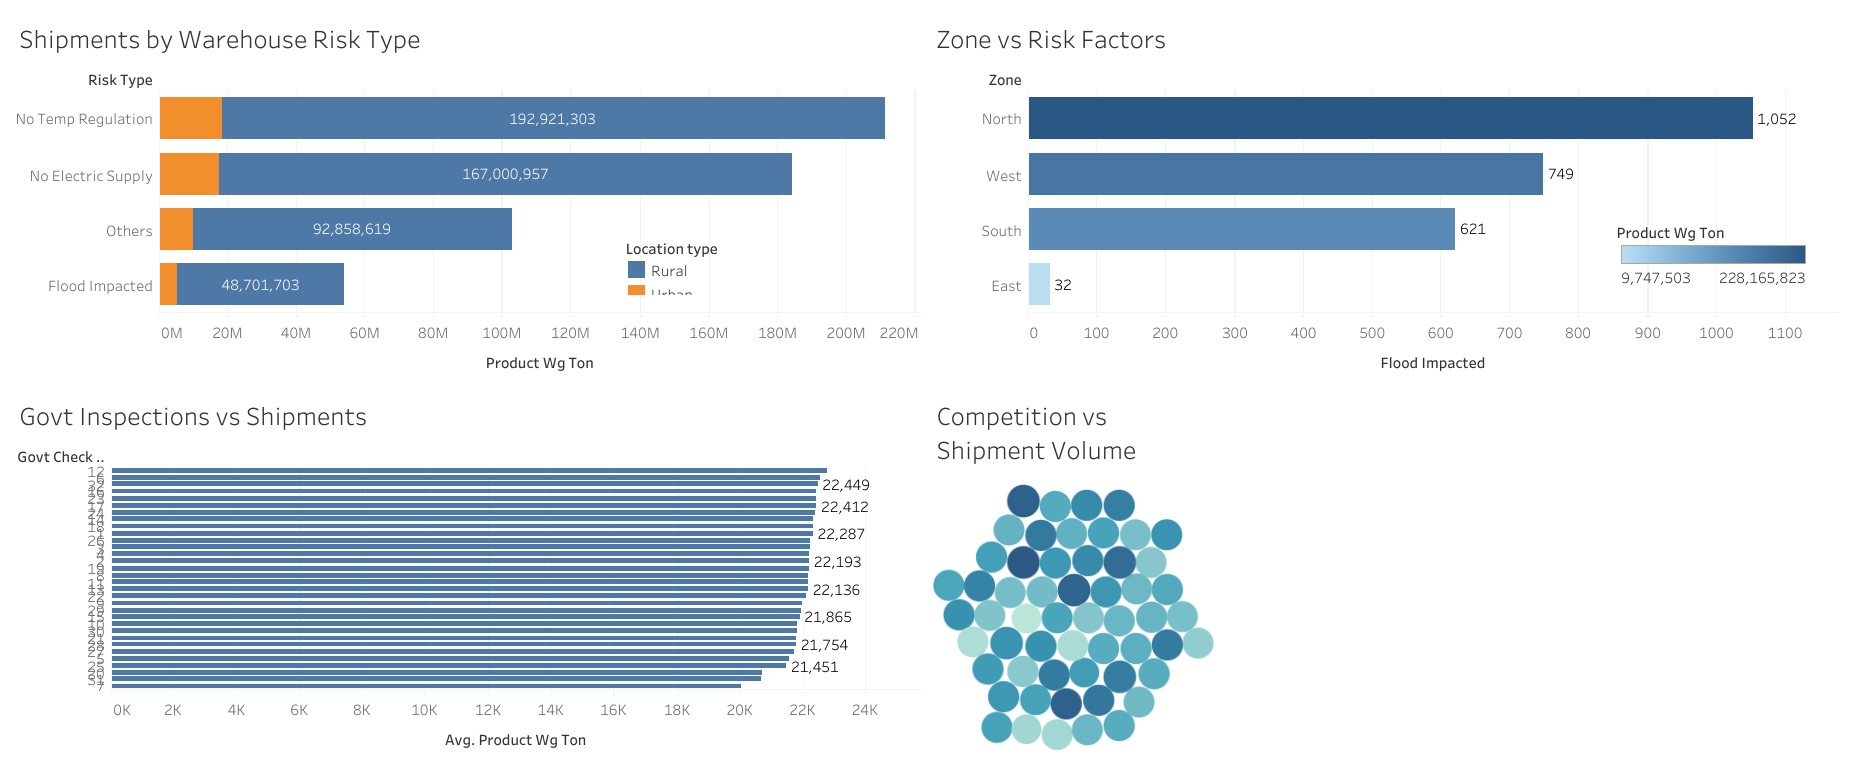 Shipments by Warehouse Risk Type
Risk Type
No Temp Regulation
192,921,303
No Electric Supply
167,000,957
Others
92,858,619
Flood Impacted
48,701,703
Location type
Rural
Urban
0M 20M 40M 60M 80M 100M 120M 140M 160M 180M 200M 220M
Product Wg Ton
Zone vs Risk Factors
Zone
North
1,052
West
749
South
621
East
32
Product Wg Ton
9,747,503 228,165,823
0 100 200 300 400 500 600 700 800 900 1000 1100
Flood Impacted
Govt Inspections vs Shipments
Govt Check ..
12
22,449
22,412
22,287
22,193
22,136
21,865
21,754
21,451
7
0K 2K 4K 6K 8K 10K 12K 14K 16K 18K 20K 22K 24K
Avg. Product Wg Ton
Competition vs
Shipment Volume